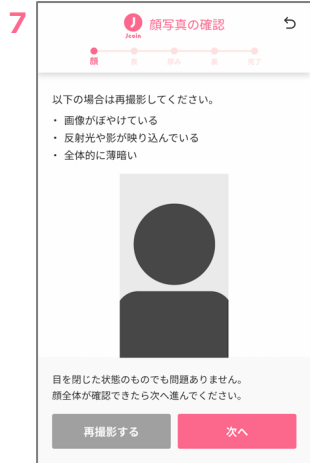 7
J
Jcain
顔写真の確認
顔
表
厚み
裏
完了
以下の場合は再撮影してください。
・ 画像がぼやけている
・ 反射光や影が映り込んでいる
・ 全体的に薄暗い
目を閉じた状態のものでも問題ありません。
顔全体が確認できたら次へ進んでください。
再撮影する
次へ